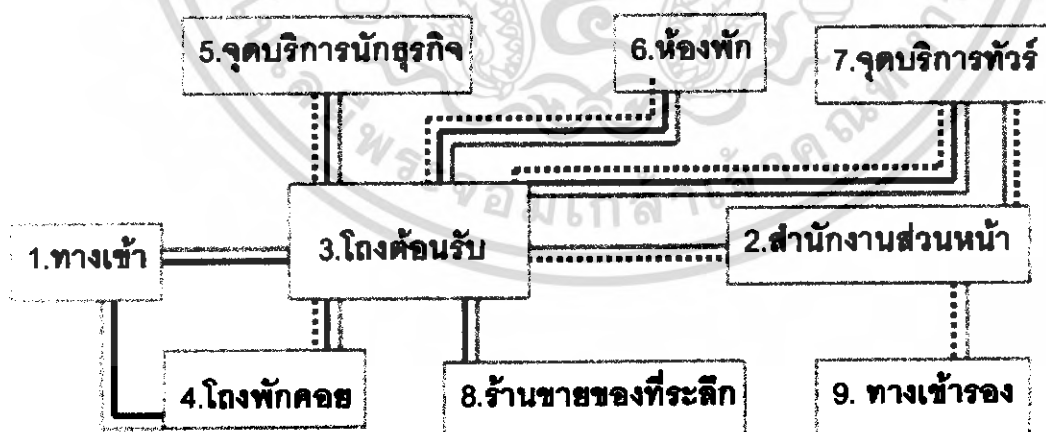 5.จุดบริการนักธุรกิจ
6.ห้องพัก
7.จุดบริการทัวร์
1.ทางเข้า
3.โถงต้อนรับ
2.สำนักงานส่วนหน้า
4.โถงพักคอย
8.ร้านขายของที่ระลึก
9. ทางเข้ารอง